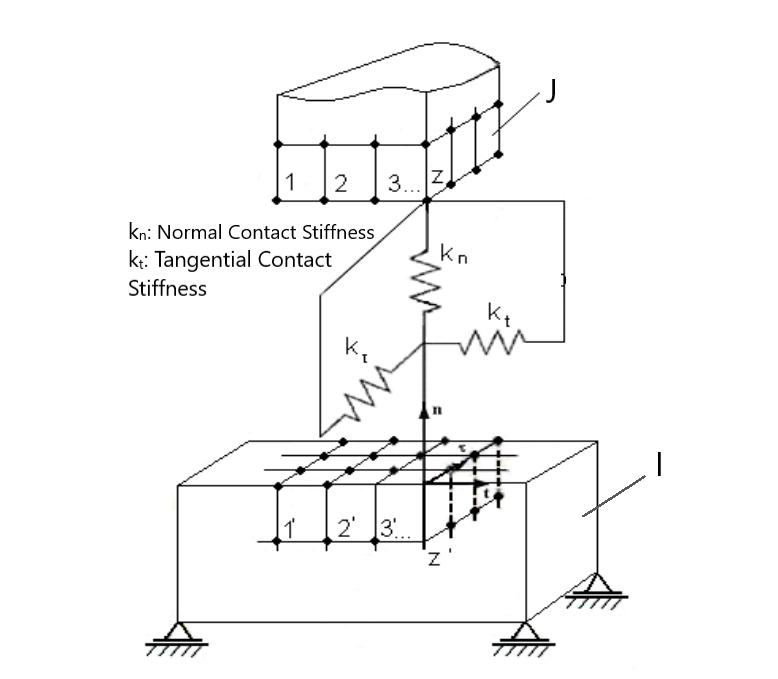 J
1 2 3... z
kn: Normal Contact Stiffness
kt: Tangential Contact
Stiffness
kn
kt
kτ
n
τ
t
I
1' 2' 3'...
z'